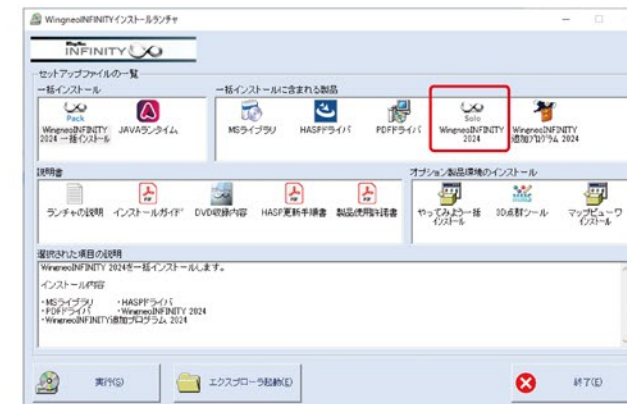 WingneoINFINITYインストールランチャ
WingNeo
INFINITY
セットアップファイルの一覧
一括インストール
Pack
WingneoINFINITY
2024 一括インストール
JAVAランタイム
一括インストールに含まれる製品
MSライブラリ
HASPドライバ
PDFドライバ
Solo
WingneoINFINITY
2024
WingneoINFINITY
追加プログラム 2024
説明書
ランチャの説明
インストールガイド
DVD収録内容
HASP更新手順書
製品使用許諾書
オプション製品環境のインストール
やってみよう一括
インストール
3D点群ツール
マップビューワ
インストール
選択された項目の説明
WingneoINFINITY 2024を一括インストールします。
インストール内容
・MSライブラリ ・HASPドライバ
・PDFドライバ ・WingneoINFINITY 2024
・WingneoINFINITY追加プログラム 2024
実行(G)
エクスプローラ起動(E)
終了(E)